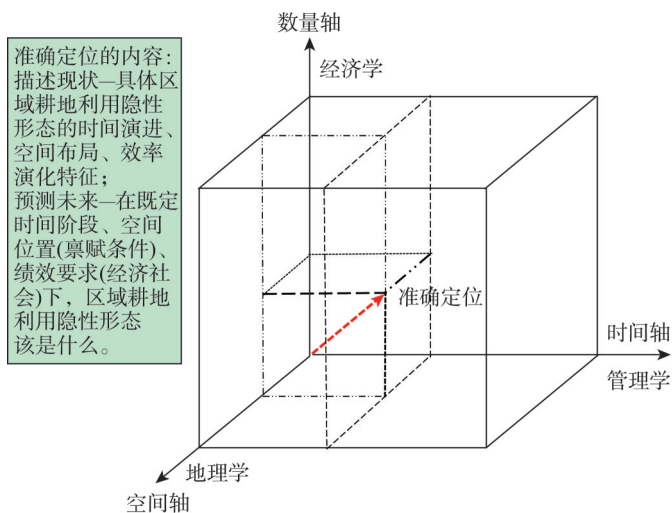 数量轴
经济学
准确定位的内容：
描述现状—具体区
域耕地利用隐性
形态的时间演进、
空间布局、效率
演化特征；
预测未来—在既定
时间阶段、空间
位置(禀赋条件)、
绩效要求(经济社
会)下，区域耕地
利用隐性形态
该是什么。
准确定位
时间轴
管理学
地理学
空间轴